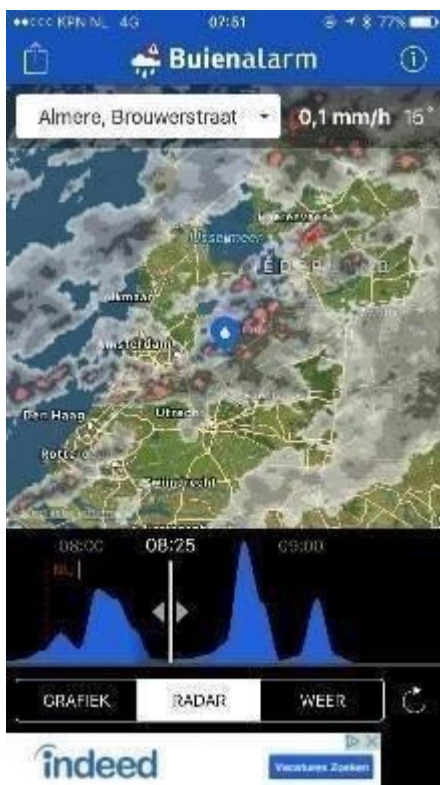 KPN NL 4G 07:51 77%
Buienalarm
Almere, Brouwerstraat 0,1 mm/h 15°
IJsselmeer
Alkmaar
Amsterdam
Den Haag
Utrecht
08:00 08:25 09:00
NU
GRAFIEK RADAR WEER
indeed
Vacatures Zoeken